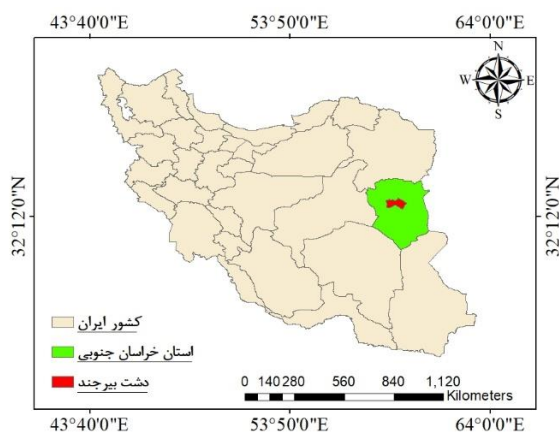 43°40'0"E 53°50'0"E 64°0'0"E
N
W E
S
32°12'0"N 32°12'0"N
کشور ایران
استان خراسان جنوبی
دشت بیرجند
0 140 280 560 840 1,120
Kilometers
43°40'0"E 53°50'0"E 64°0'0"E